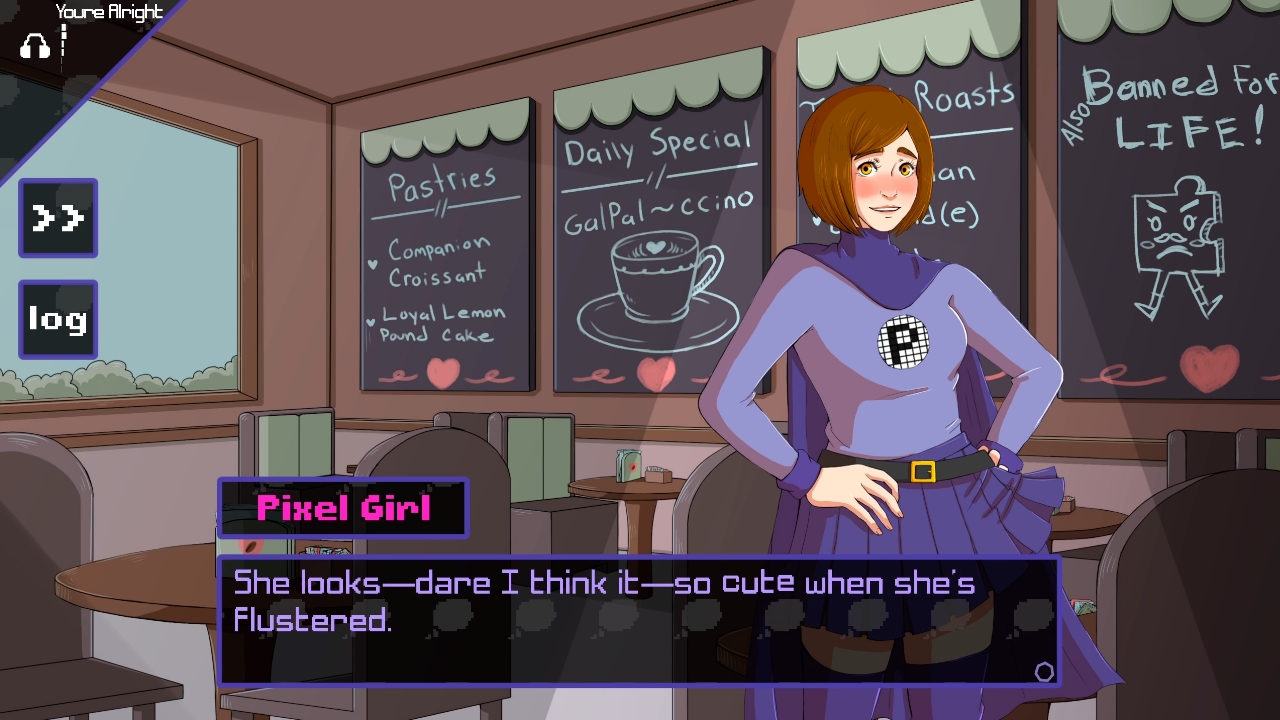 Youre Alright
>>
log
Pastries
Companion
Croissant
Loyal Lemon
Pound Cake
Daily Special
GalPal~ccino
Roasts
an
d(e)
Also
Banned For
LIFE!
P
Pixel Girl
She looks—dare I think it—so cute when she's
flustered.